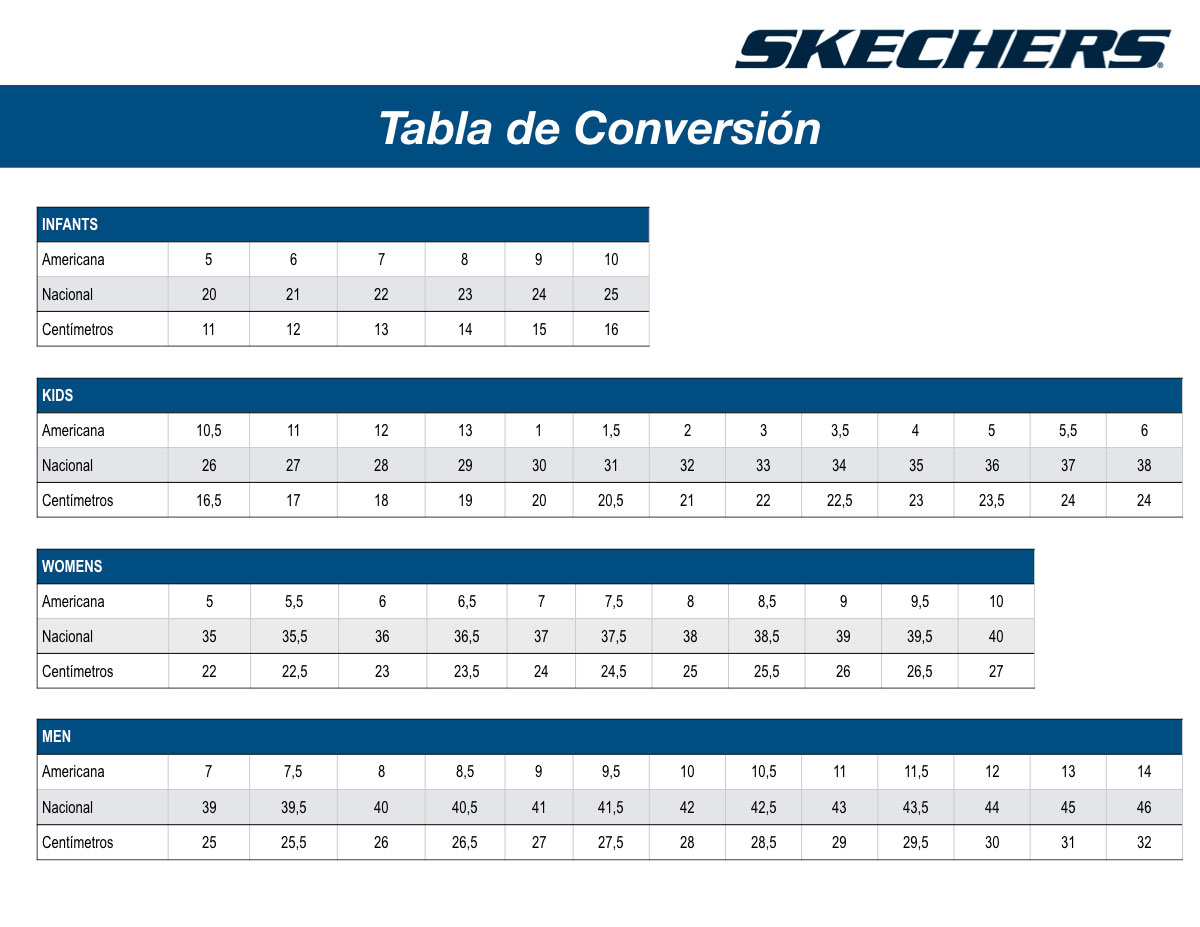 SKECHERS®
Tabla de Conversión
INFANTS
Americana 5 6 7 8 9 10
Nacional 20 21 22 23 24 25
Centímetros 11 12 13 14 15 16
KIDS
Americana 10,5 11 12 13 1 1,5 2 3 3,5 4 5 5,5 6
Nacional 26 27 28 29 30 31 32 33 34 35 36 37 38
Centímetros 16,5 17 18 19 20 20,5 21 22 22,5 23 23,5 24 24
WOMENS
Americana 5 5,5 6 6,5 7 7,5 8 8,5 9 9,5 10
Nacional 35 35,5 36 36,5 37 37,5 38 38,5 39 39,5 40
Centímetros 22 22,5 23 23,5 24 24,5 25 25,5 26 26,5 27
MEN
Americana 7 7,5 8 8,5 9 9,5 10 10,5 11 11,5 12 13 14
Nacional 39 39,5 40 40,5 41 41,5 42 42,5 43 43,5 44 45 46
Centímetros 25 25,5 26 26,5 27 27,5 28 28,5 29 29,5 30 31 32